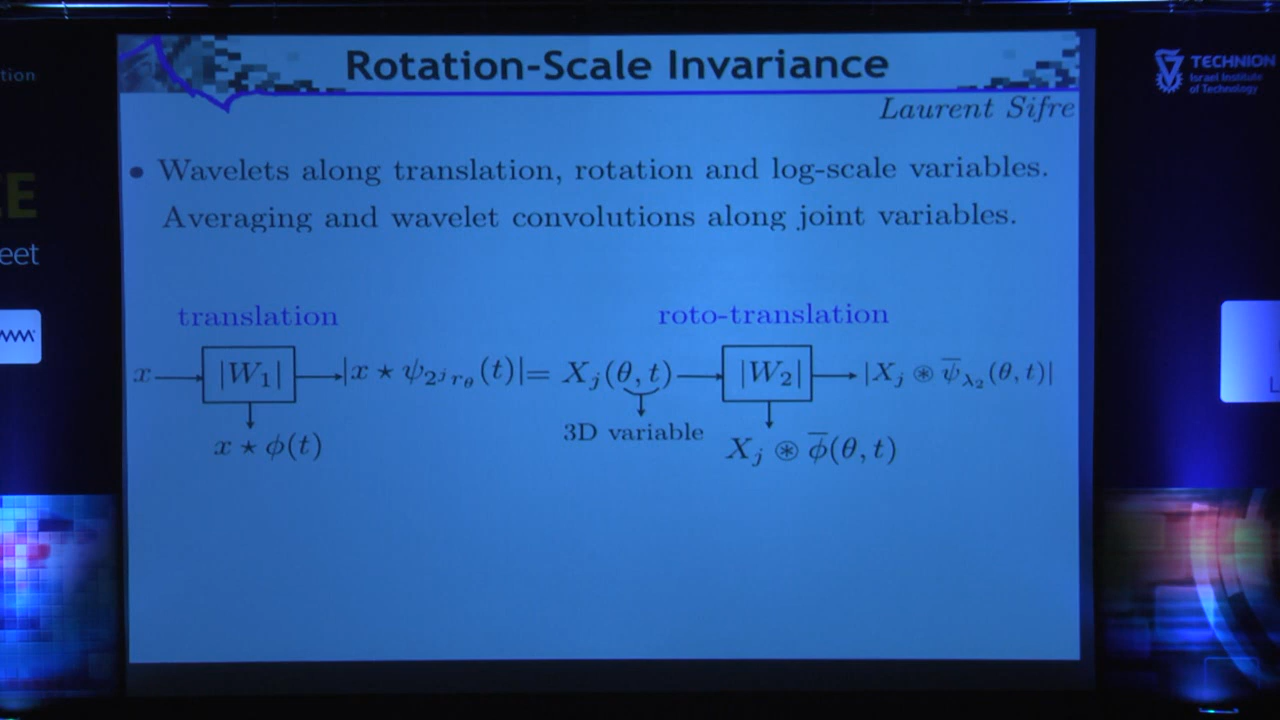 Rotation-Scale Invariance
Laurent Sifre
• Wavelets along translation, rotation and log-scale variables.
Averaging and wavelet convolutions along joint variables.
translation
roto-translation
x → |W₁| → |x ⋆ ψ_{2^j r_θ}(t)| = X_j(θ, t) → |W₂| → |X_j ⊛ ψ̄_{λ₂}(θ, t)|
3D variable
x ⋆ ϕ(t)
X_j ⊛ ϕ̄(θ, t)
TECHNION
Israel Institute
of Technology
tion
E
eet
L